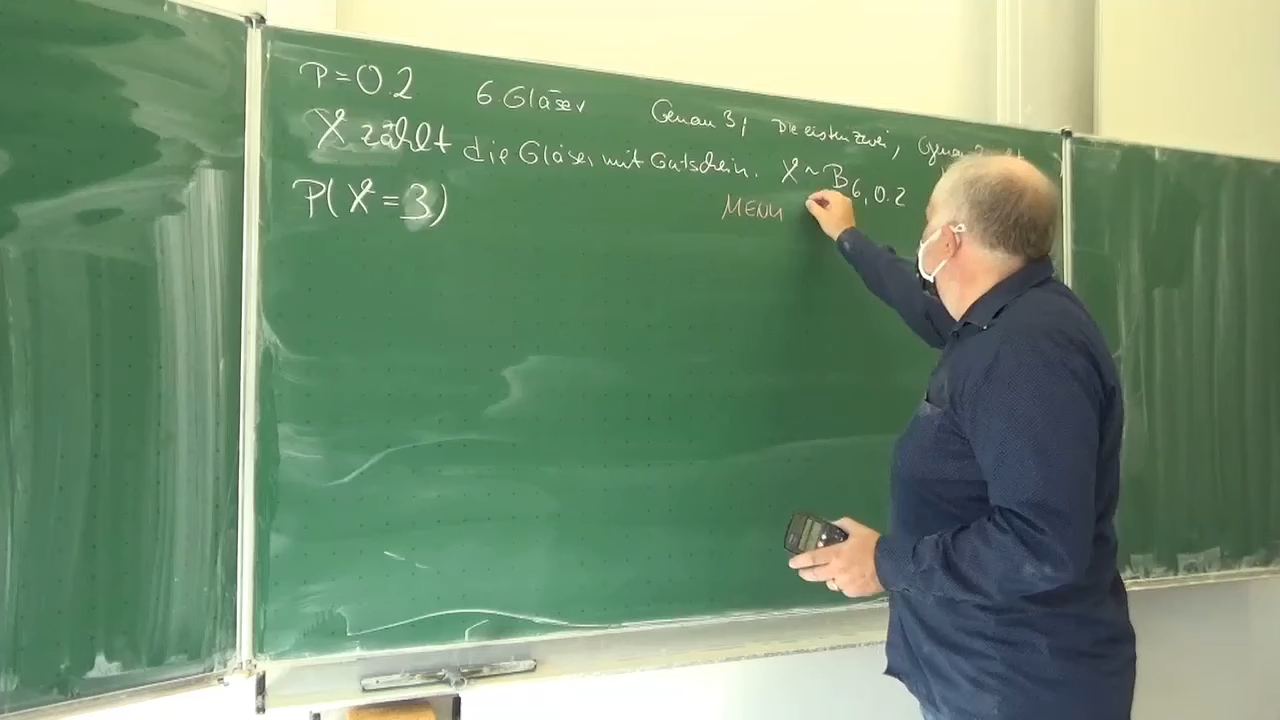 P=0.2 6 Gläser Genau 3, Die ersten zwei, Genau
X zählt die Gläser mit Gutschein. X ~ B6,0.2
P(X=3) MENU